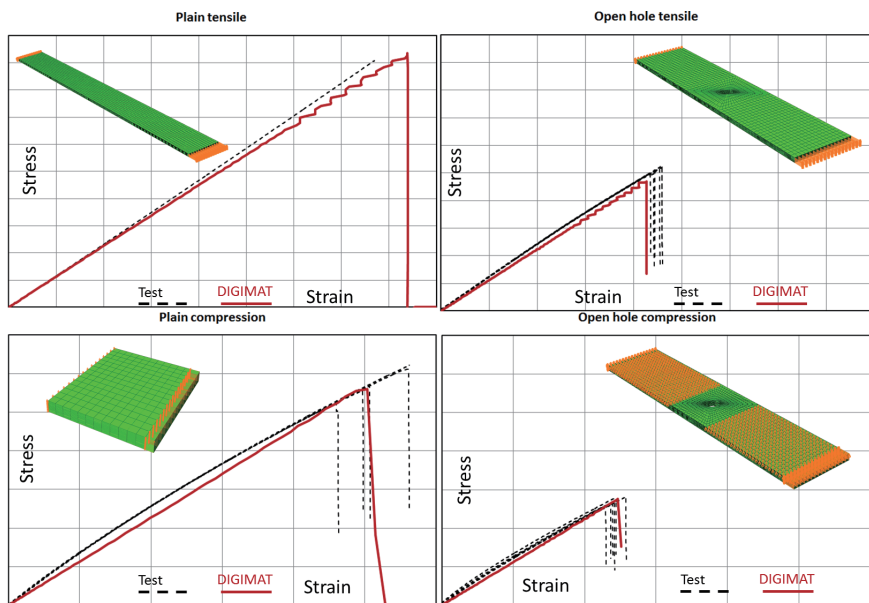 Plain tensile
Open hole tensile
Stress
Test
DIGIMAT
Strain
Stress
Strain
Test
DIGIMAT
Plain compression
Open hole compression
Stress
Test
DIGIMAT
Strain
Stress
Strain
Test
DIGIMAT